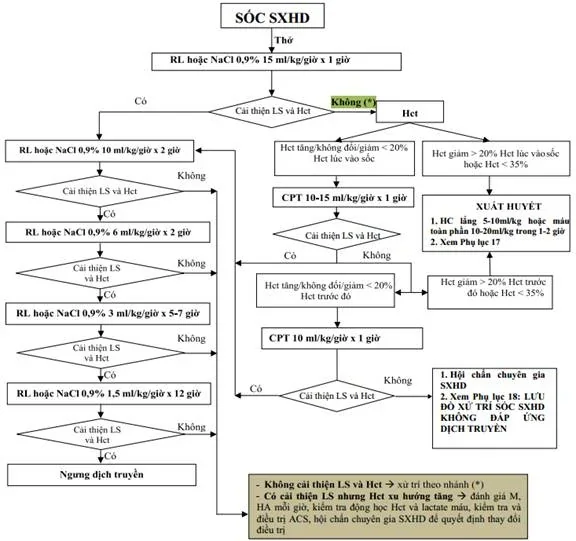 SỐC SXHD
Thở
RL hoặc NaCl 0,9% 15 ml/kg/giờ x 1 giờ
Cải thiện LS và Hct
Có
Không (*)
Hct
RL hoặc NaCl 0,9% 10 ml/kg/giờ x 2 giờ
Không
Cải thiện LS và Hct
Có
RL hoặc NaCl 0,9% 6 ml/kg/giờ x 2 giờ
Cải thiện LS
và Hct
Không
Có
RL hoặc NaCl 0,9% 3 ml/kg/giờ x 5-7 giờ
Không
Cải thiện LS
và Hct
Có
RL hoặc NaCl 0,9% 1,5 ml/kg/giờ x 12 giờ
Cải thiện LS
và Hct
Không
Có
Ngưng dịch truyền
Hct tăng/không đổi/giảm < 20%
Hct lúc vào sốc
CPT 10-15 ml/kg/giờ x 1 giờ
Cải thiện LS và Hct
Có
Không
Hct tăng/không đổi/giảm < 20%
Hct trước đó
CPT 10 ml/kg/giờ x 1 giờ
Cải thiện LS và Hct
Có
Không
Hct giảm > 20% Hct lúc vào sốc
hoặc Hct < 35%
XUẤT HUYẾT
1. HC lắng 5-10ml/kg hoặc máu
toàn phần 10-20ml/kg trong 1-2 giờ
2. Xem Phụ lục 17
Hct giảm > 20% Hct trước
đó hoặc Hct < 35%
1. Hội chẩn chuyên gia
SXHD
2. Xem Phụ lục 18: LƯU
ĐỒ XỬ TRÍ SỐC SXHD
KHÔNG ĐÁP ỨNG
DỊCH TRUYỀN
- Không cải thiện LS và Hct → xử trí theo nhánh (*)
- Có cải thiện LS nhưng Hct xu hướng tăng → đánh giá M,
HA mỗi giờ, kiểm tra động học Hct và lactate máu, kiểm tra và
điều trị ACS, hội chẩn chuyên gia SXHD để quyết định thay đổi
điều trị